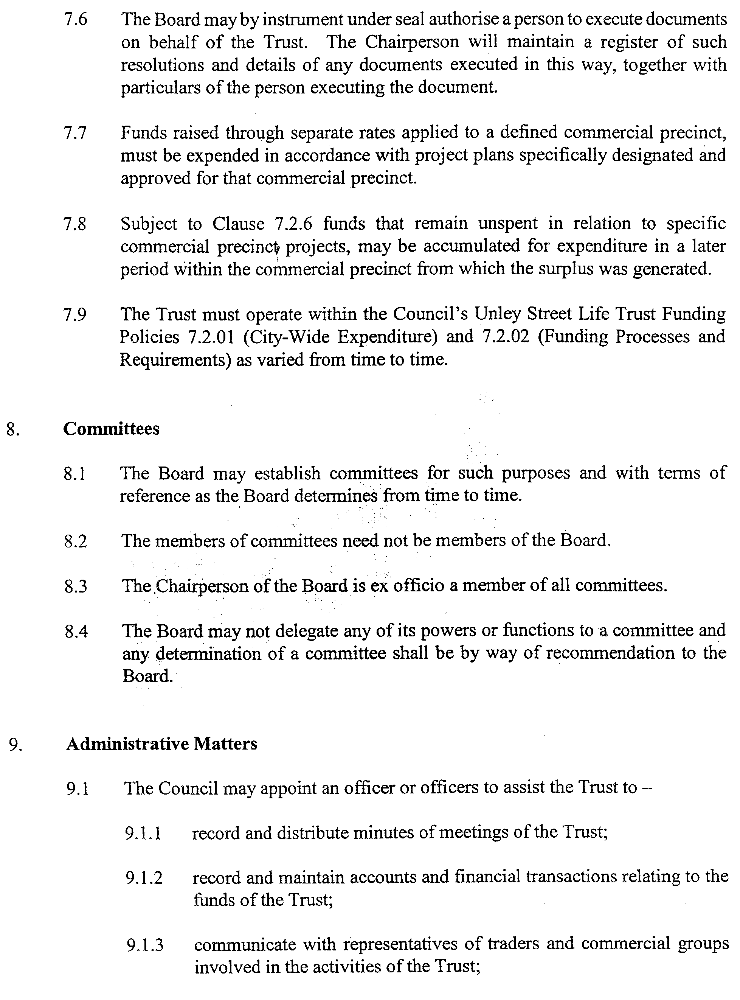 7.6 The Board may by instrument under seal authorise a person to execute documents
on behalf of the Trust. The Chairperson will maintain a register of such
resolutions and details of any documents executed in this way, together with
particulars of the person executing the document.
7.7 Funds raised through separate rates applied to a defined commercial precinct,
must be expended in accordance with project plans specifically designated and
approved for that commercial precinct.
7.8 Subject to Clause 7.2.6 funds that remain unspent in relation to specific
commercial precinct projects, may be accumulated for expenditure in a later
period within the commercial precinct from which the surplus was generated.
7.9 The Trust must operate within the Council's Unley Street Life Trust Funding
Policies 7.2.01 (City-Wide Expenditure) and 7.2.02 (Funding Processes and
Requirements) as varied from time to time.
8. Committees
8.1 The Board may establish committees for such purposes and with terms of
reference as the Board determines from time to time.
8.2 The members of committees need not be members of the Board.
8.3 The Chairperson of the Board is ex officio a member of all committees.
8.4 The Board may not delegate any of its powers or functions to a committee and
any determination of a committee shall be by way of recommendation to the
Board.
9. Administrative Matters
9.1 The Council may appoint an officer or officers to assist the Trust to –
9.1.1 record and distribute minutes of meetings of the Trust;
9.1.2 record and maintain accounts and financial transactions relating to the
funds of the Trust;
9.1.3 communicate with representatives of traders and commercial groups
involved in the activities of the Trust;